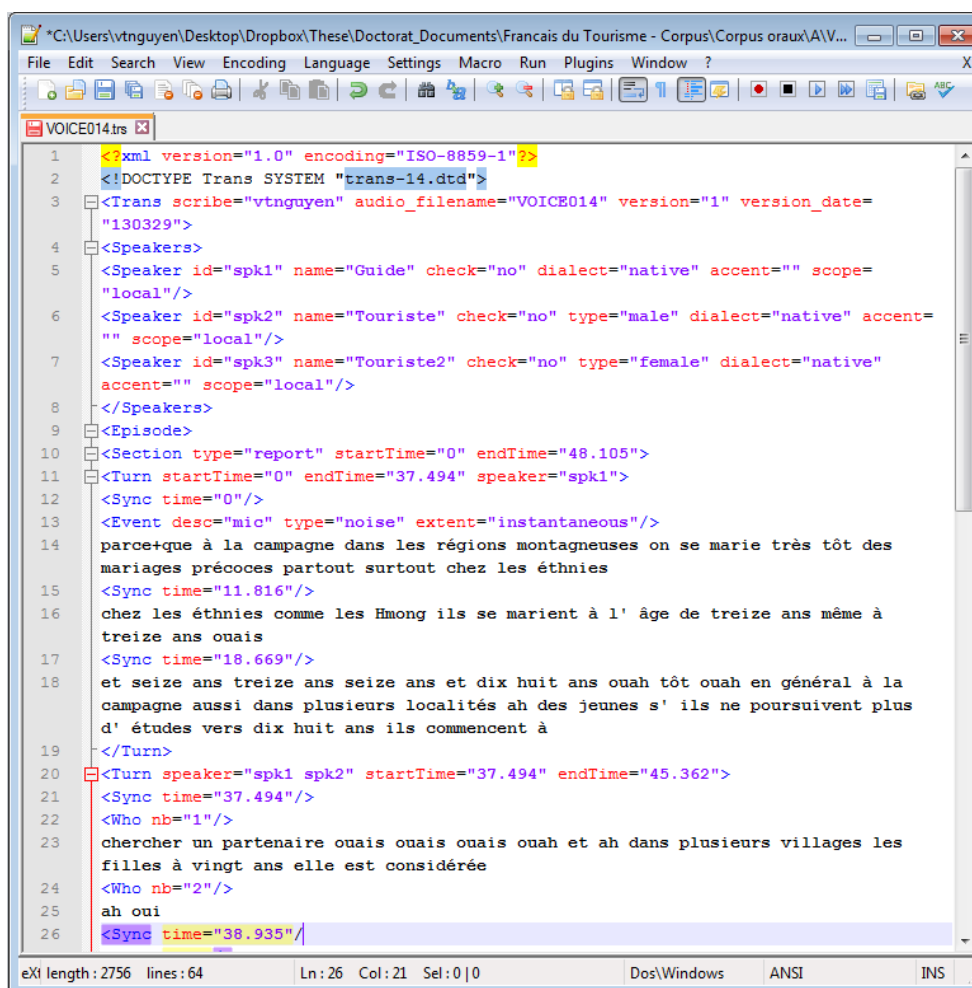 *C:\Users\vtnguyen\Desktop\Dropbox\These\Doctorat_Documents\Francais du Tourisme - Corpus\Corpus oraux\A\V...
File Edit Search View Encoding Language Settings Macro Run Plugins Window ? X
VOICE014.trs
1 <?xml version="1.0" encoding="ISO-8859-1"?>
2 <!DOCTYPE Trans SYSTEM "trans-14.dtd">
3 <Trans scribe="vtnguyen" audio_filename="VOICE014" version="1" version_date=
"130329">
4 <Speakers>
5 <Speaker id="spk1" name="Guide" check="no" dialect="native" accent="" scope=
"local"/>
6 <Speaker id="spk2" name="Touriste" check="no" type="male" dialect="native" accent=
"" scope="local"/>
7 <Speaker id="spk3" name="Touriste2" check="no" type="female" dialect="native"
accent="" scope="local"/>
8 </Speakers>
9 <Episode>
10 <Section type="report" startTime="0" endTime="48.105">
11 <Turn startTime="0" endTime="37.494" speaker="spk1">
12 <Sync time="0"/>
13 <Event desc="mic" type="noise" extent="instantaneous"/>
14 parce+que à la campagne dans les régions montagneuses on se marie très tôt des
mariages précoces partout surtout chez les éthnies
15 <Sync time="11.816"/>
16 chez les éthnies comme les Hmong ils se marient à l' âge de treize ans même à
treize ans ouais
17 <Sync time="18.669"/>
18 et seize ans treize ans seize ans et dix huit ans ouah tôt ouah en général à la
campagne aussi dans plusieurs localités ah des jeunes s' ils ne poursuivent plus
d' études vers dix huit ans ils commencent à
19 </Turn>
20 <Turn speaker="spk1 spk2" startTime="37.494" endTime="45.362">
21 <Sync time="37.494"/>
22 <Who nb="1"/>
23 chercher un partenaire ouais ouais ouais ouah et ah dans plusieurs villages les
filles à vingt ans elle est considérée
24 <Who nb="2"/>
25 ah oui
26 <Sync time="38.935"/
eXt length : 2756 lines : 64 Ln : 26 Col : 21 Sel : 0 | 0 Dos\Windows ANSI INS